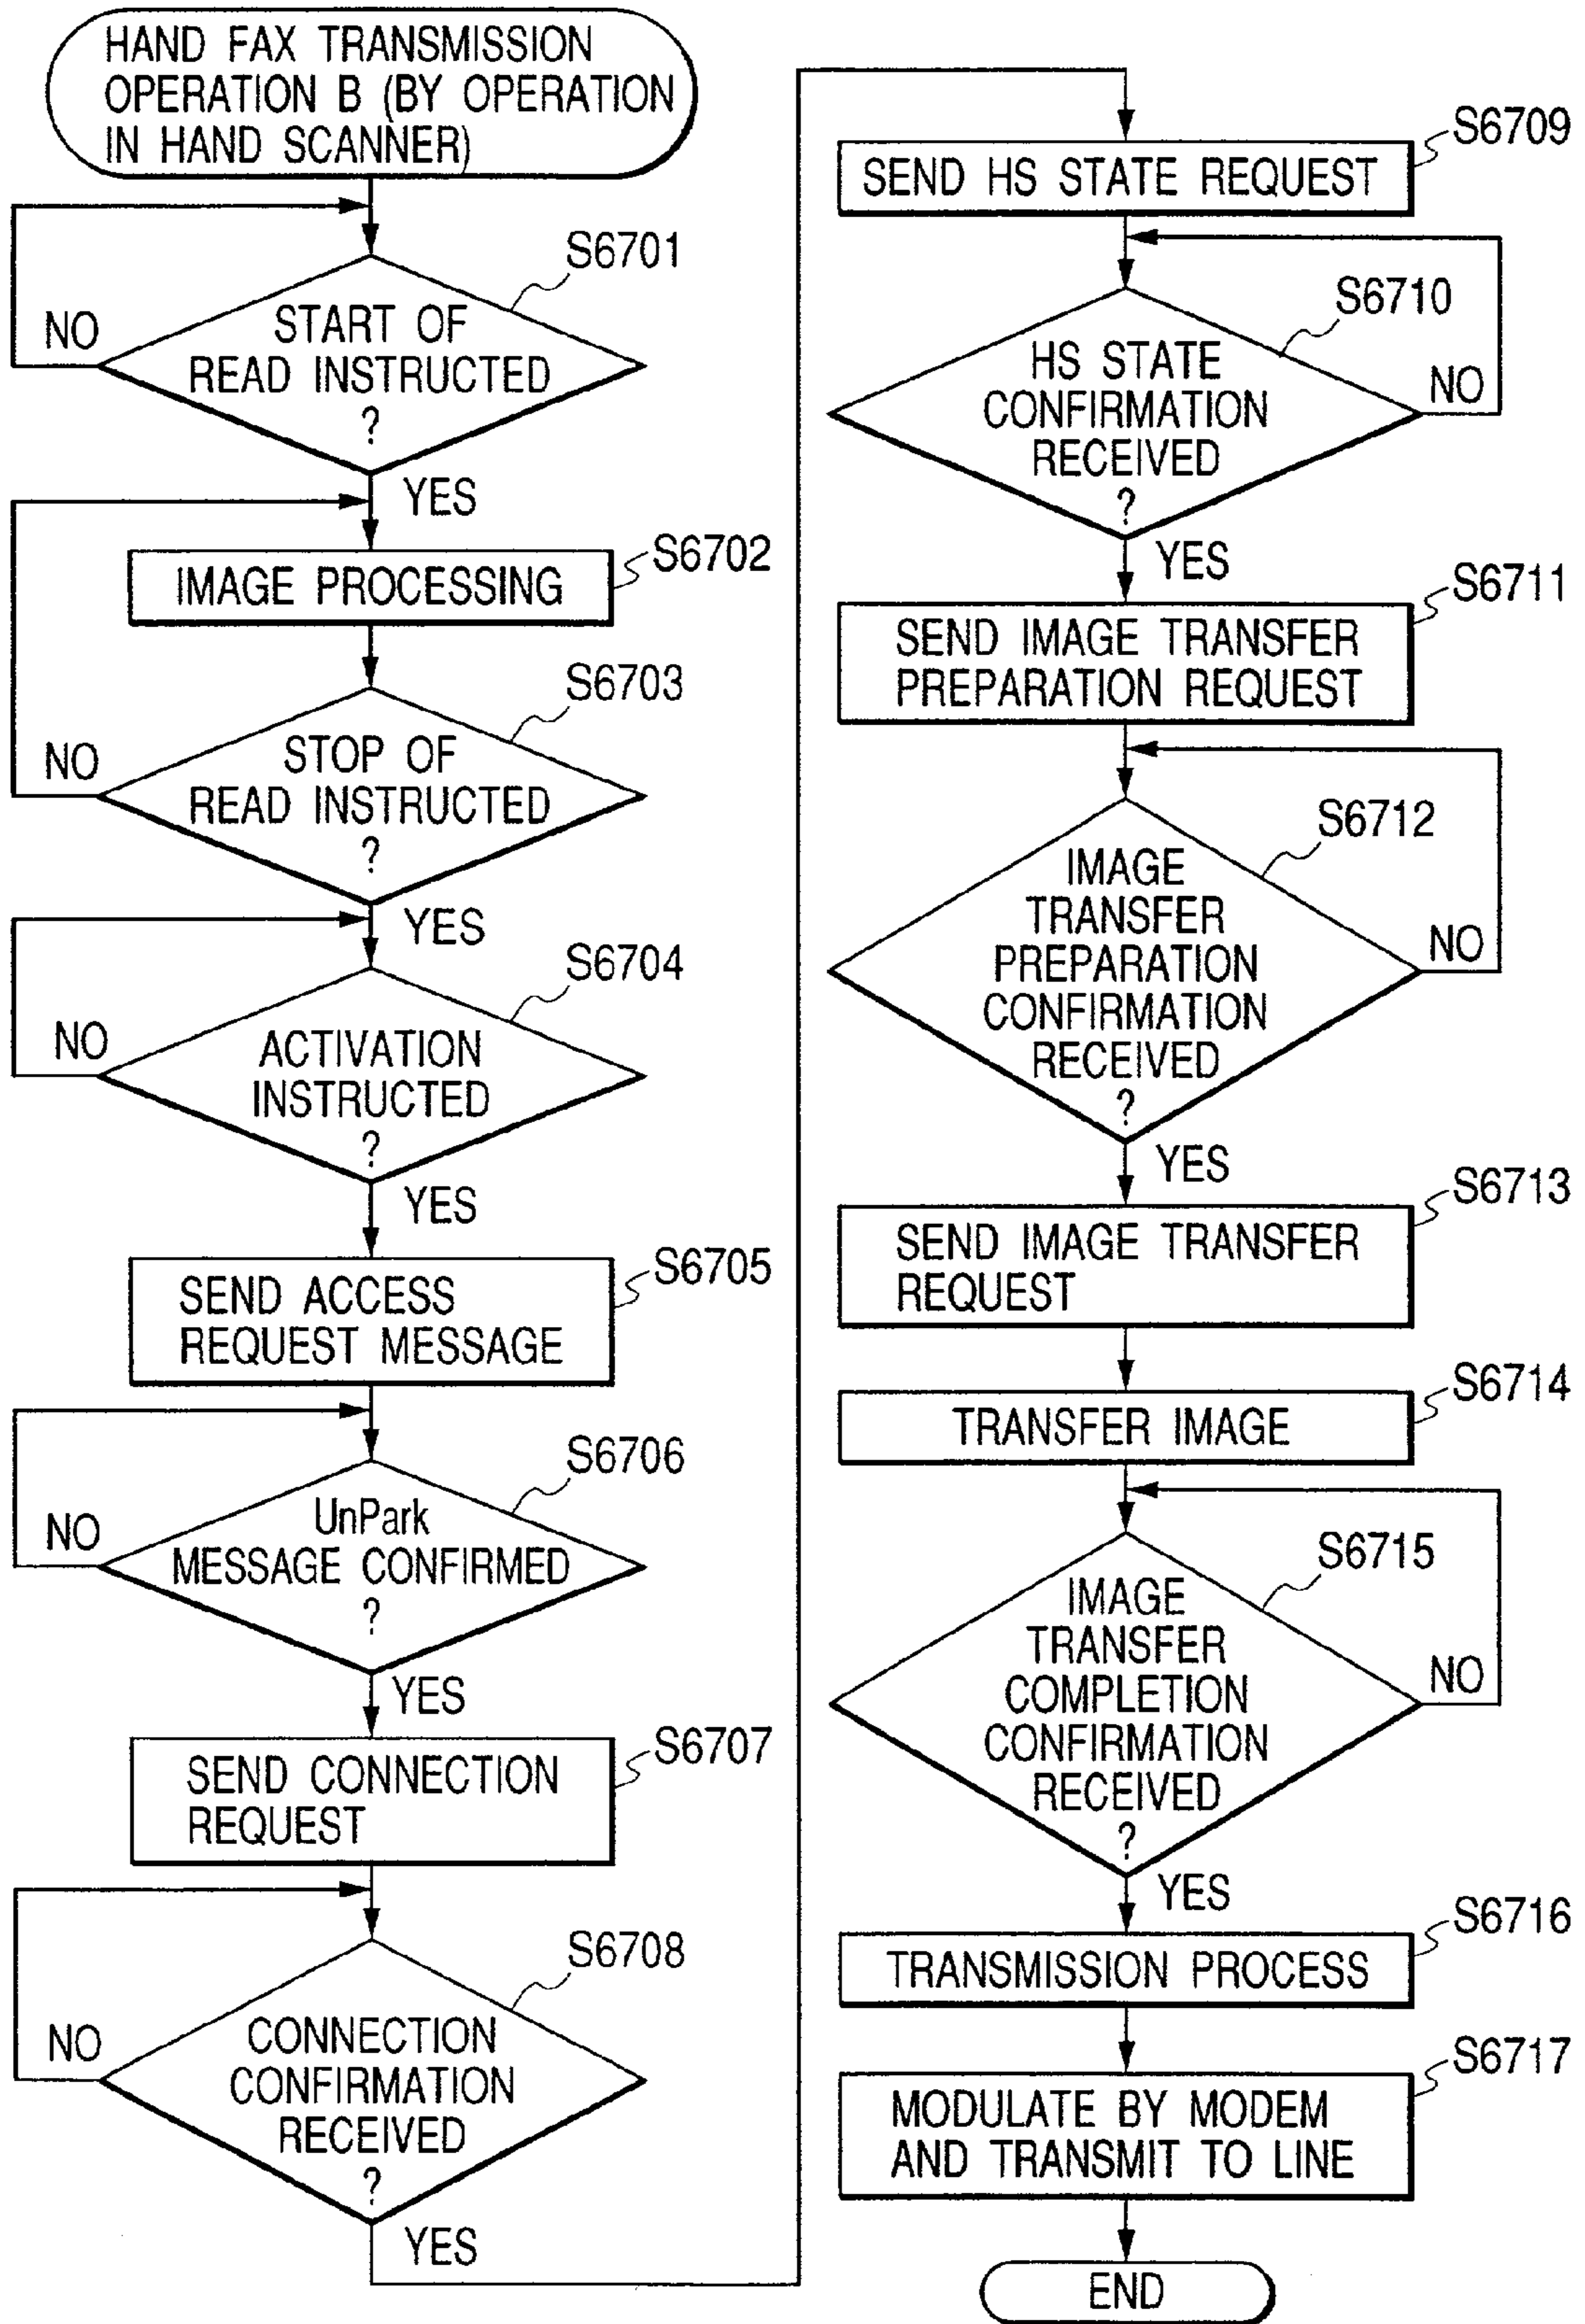 HAND FAX TRANSMISSION
OPERATION B (BY OPERATION
IN HAND SCANNER)
S6701
START OF
READ INSTRUCTED
?
NO
YES
S6702
IMAGE PROCESSING
S6703
STOP OF
READ INSTRUCTED
?
NO
YES
S6704
ACTIVATION
INSTRUCTED
?
NO
YES
S6705
SEND ACCESS
REQUEST MESSAGE
S6706
UnPark
MESSAGE CONFIRMED
?
NO
YES
S6707
SEND CONNECTION
REQUEST
S6708
CONNECTION
CONFIRMATION
RECEIVED
?
NO
YES
S6709
SEND HS STATE REQUEST
S6710
HS STATE
CONFIRMATION
RECEIVED
?
NO
YES
S6711
SEND IMAGE TRANSFER
PREPARATION REQUEST
S6712
IMAGE
TRANSFER
PREPARATION
CONFIRMATION
RECEIVED
?
NO
YES
S6713
SEND IMAGE TRANSFER
REQUEST
S6714
TRANSFER IMAGE
S6715
IMAGE
TRANSFER
COMPLETION
CONFIRMATION
RECEIVED
?
NO
YES
S6716
TRANSMISSION PROCESS
S6717
MODULATE BY MODEM
AND TRANSMIT TO LINE
END